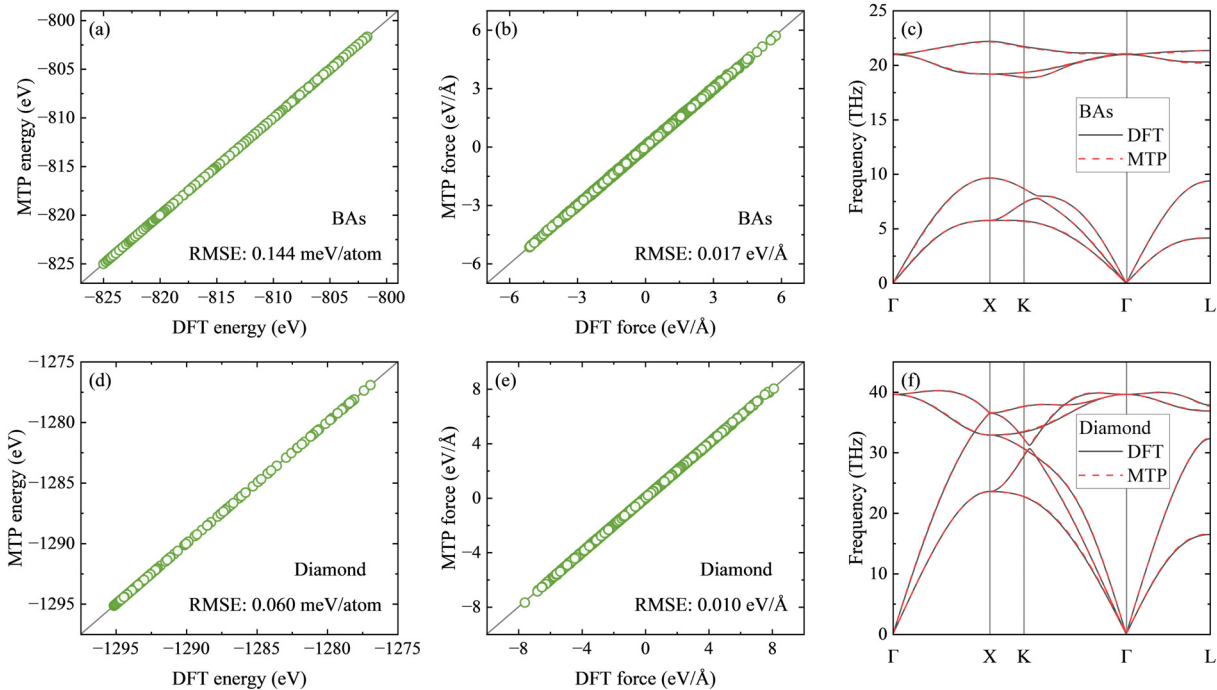 (a)
MTP energy (eV)
−800
−805
−810
−815
−820
−825
BAs
RMSE: 0.144 meV/atom
−825 −820 −815 −810 −805 −800
DFT energy (eV)
(b)
MTP force (eV/Å)
6
3
0
−3
−6
BAs
RMSE: 0.017 eV/Å
−6 −3 0 3 6
DFT force (eV/Å)
(c)
Frequency (THz)
25
20
15
10
5
0
BAs
DFT
MTP
Γ X K Γ L
(d)
MTP energy (eV)
−1275
−1280
−1285
−1290
−1295
Diamond
RMSE: 0.060 meV/atom
−1295 −1290 −1285 −1280 −1275
DFT energy (eV)
(e)
MTP force (eV/Å)
8
4
0
−4
−8
Diamond
RMSE: 0.010 eV/Å
−8 −4 0 4 8
DFT force (eV/Å)
(f)
Frequency (THz)
40
30
20
10
0
Diamond
DFT
MTP
Γ X K Γ L